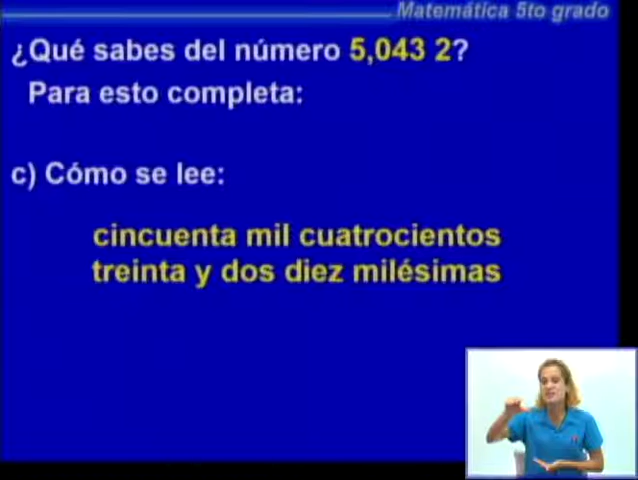 Matemática 5to grado
¿Qué sabes del número 5,043 2?
Para esto completa:
c) Cómo se lee:
cincuenta mil cuatrocientos
treinta y dos diez milésimas